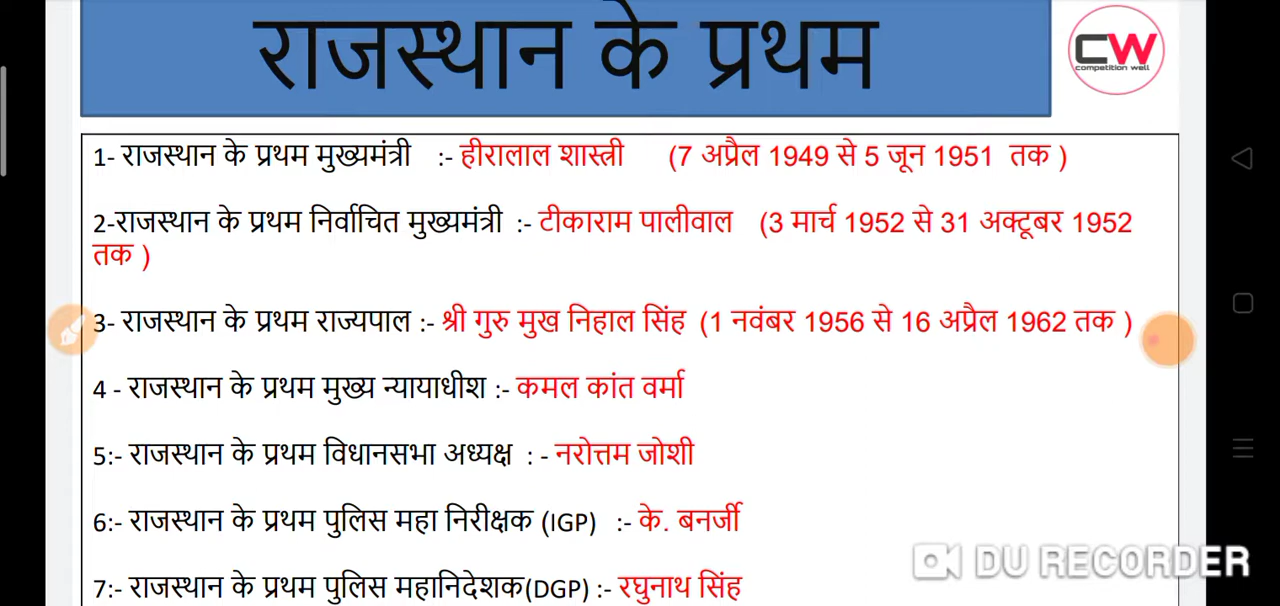 राजस्थान के प्रथम
CW
competition well
1- राजस्थान के प्रथम मुख्यमंत्री :- हीरालाल शास्त्री (7 अप्रैल 1949 से 5 जून 1951 तक )
2-राजस्थान के प्रथम निर्वाचित मुख्यमंत्री :- टीकाराम पालीवाल (3 मार्च 1952 से 31 अक्टूबर 1952
तक )
3- राजस्थान के प्रथम राज्यपाल :- श्री गुरु मुख निहाल सिंह (1 नवंबर 1956 से 16 अप्रैल 1962 तक )
4 - राजस्थान के प्रथम मुख्य न्यायाधीश :- कमल कांत वर्मा
5:- राजस्थान के प्रथम विधानसभा अध्यक्ष : - नरोत्तम जोशी
6:- राजस्थान के प्रथम पुलिस महा निरीक्षक (IGP) :- के. बनर्जी
DU RECORDER
7:- राजस्थान के प्रथम पुलिस महानिदेशक(DGP) :- रघुनाथ सिंह